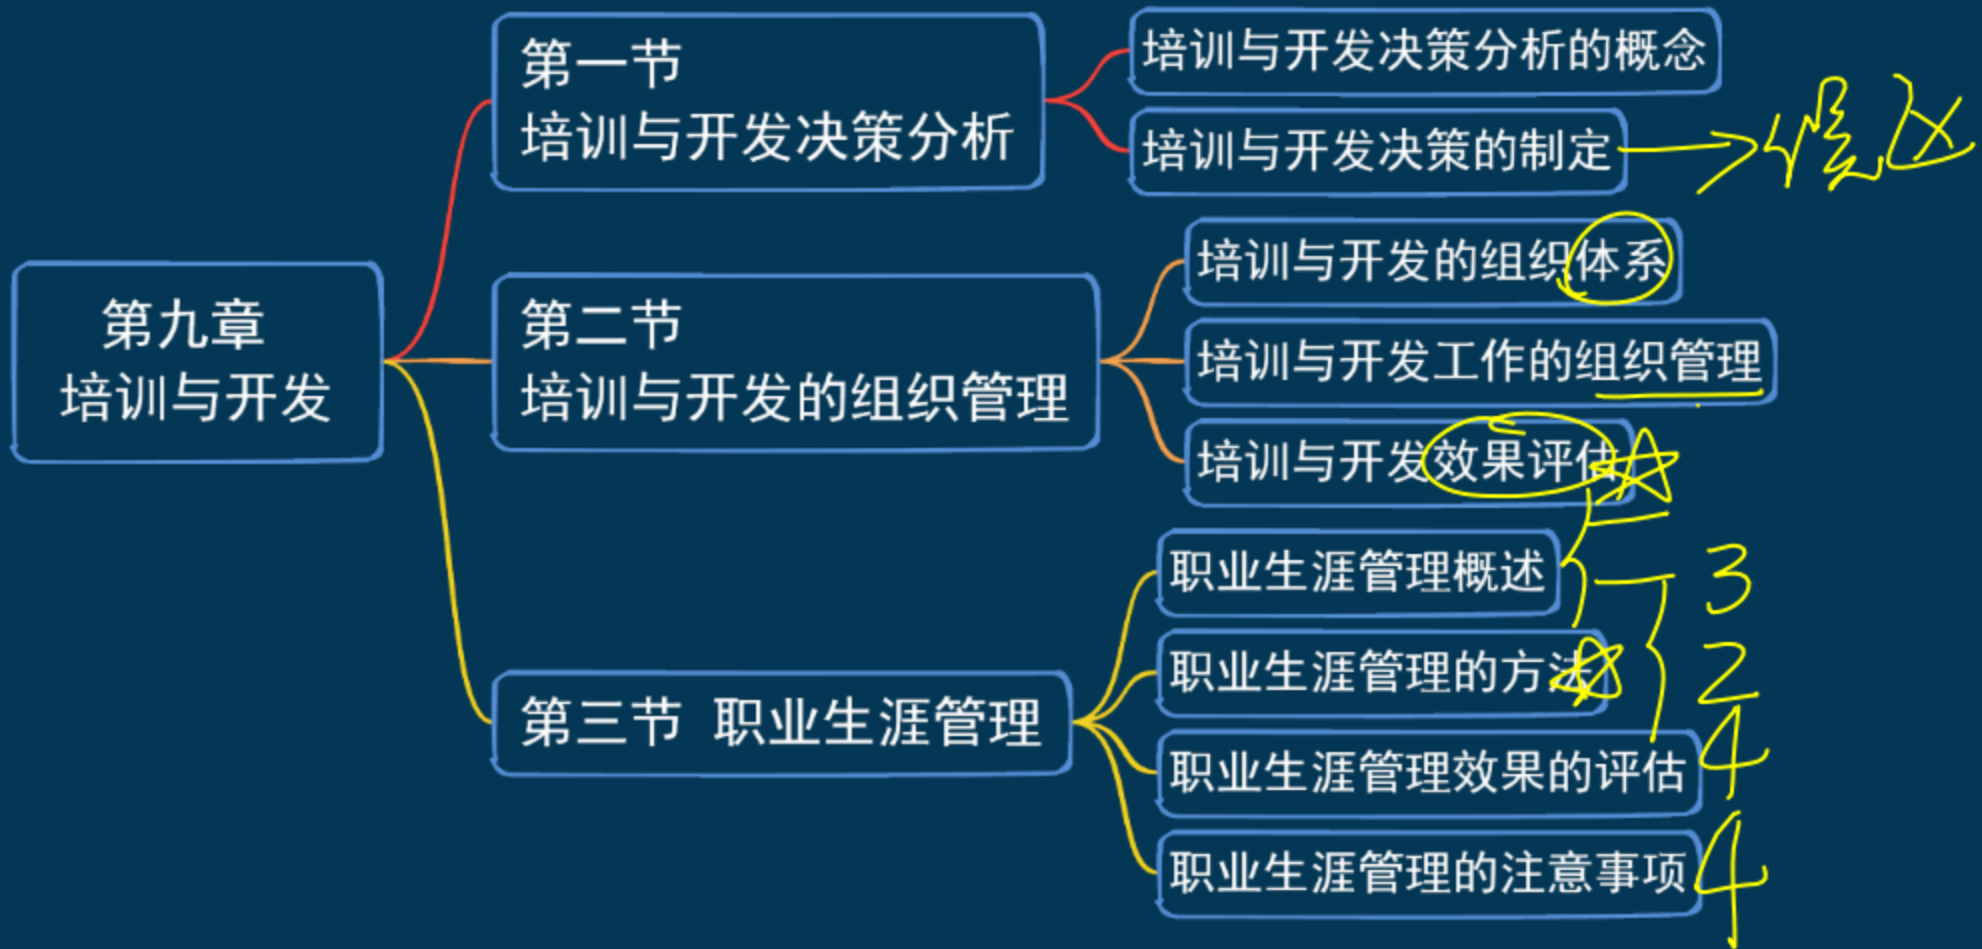 第九章
培训与开发
第一节
培训与开发决策分析
培训与开发决策分析的概念
培训与开发决策的制定
误区
第二节
培训与开发的组织管理
培训与开发的组织体系
培训与开发工作的组织管理
培训与开发效果评估
第三节 职业生涯管理
职业生涯管理概述
3
职业生涯管理的方法
2
职业生涯管理效果的评估
4
职业生涯管理的注意事项
4